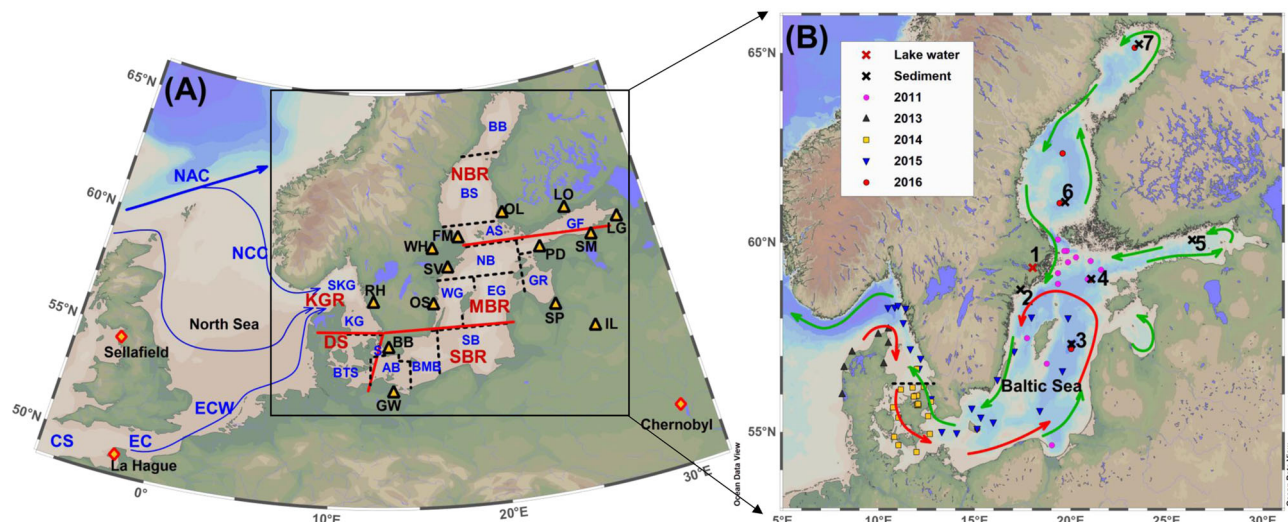 (A)
65°N
60°N
55°N
50°N
0°
10°E
20°E
30°E
NAC
NCC
North Sea
Sellafield
ECW
CS
EC
La Hague
Chernobyl
BB
NBR
BS
OL
LO
LG
FM
AS
GF
SM
WH
PD
SV
NB
GR
SKG
RH
WG
EG
OS
MBR
SP
IL
KGR
KG
DS
BB
SB
SBR
BTS
AB
BMB
GW
Ocean Data View
(B)
Lake water
Sediment
2011
2013
2014
2015
2016
65°N
60°N
55°N
5°E
10°E
15°E
20°E
25°E
7
6
5
1
2
4
3
Baltic Sea